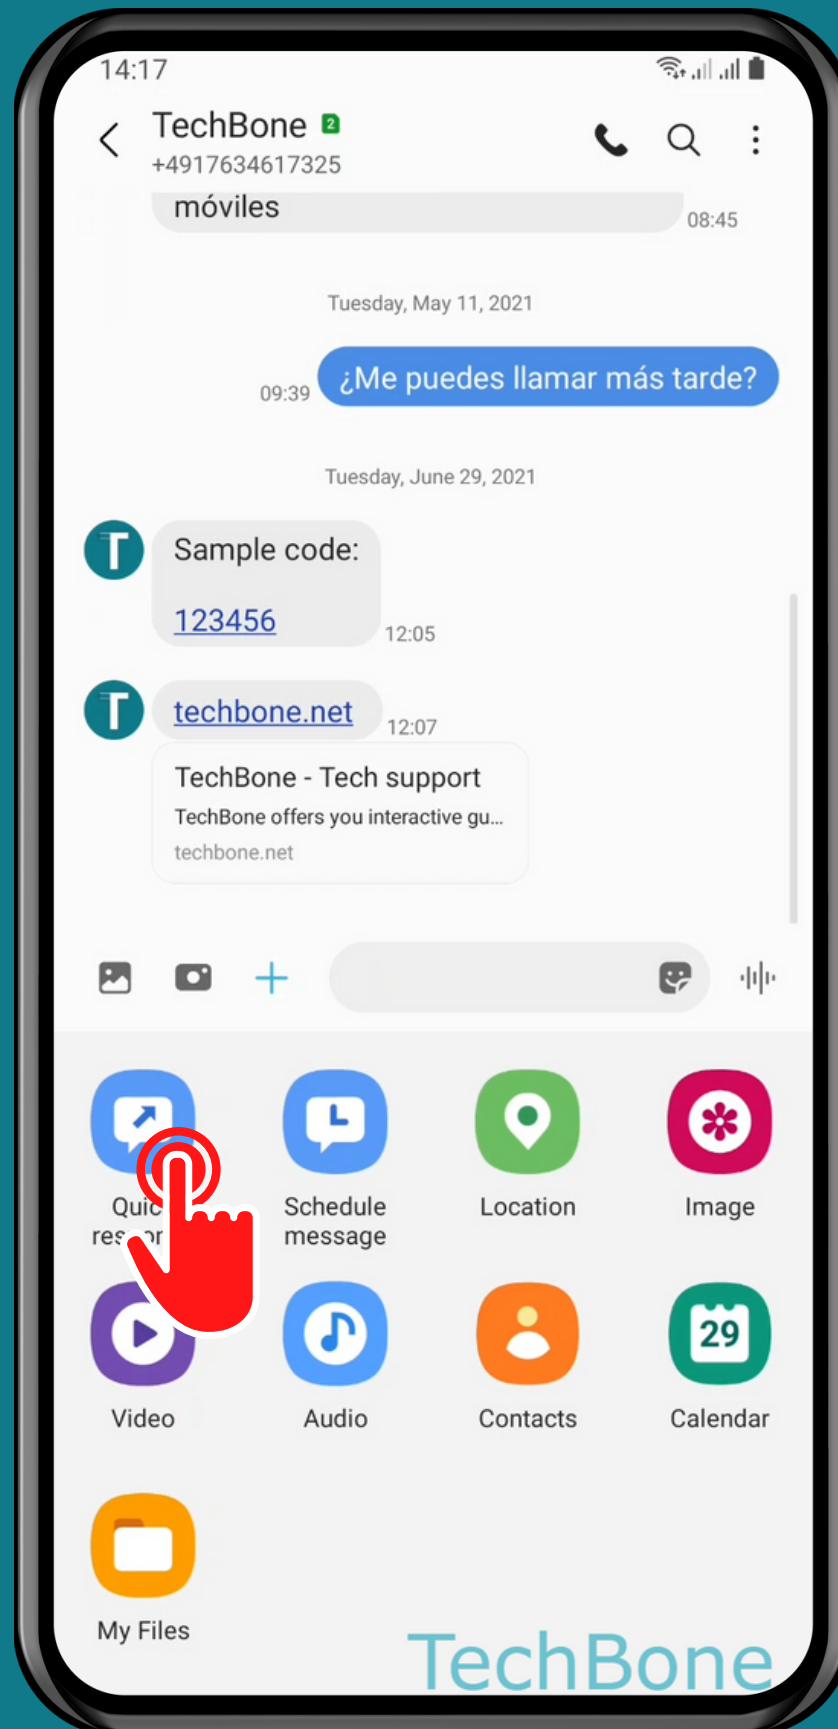 14:17
TechBone 2
+4917634617325
móviles
08:45
Tuesday, May 11, 2021
09:39
¿Me puedes llamar más tarde?
Tuesday, June 29, 2021
T
Sample code:
123456
12:05
T
techbone.net
12:07
TechBone - Tech support
TechBone offers you interactive gu...
techbone.net
Schedule
message
Location
Image
Video
Audio
Contacts
29
Calendar
My Files
TechBone